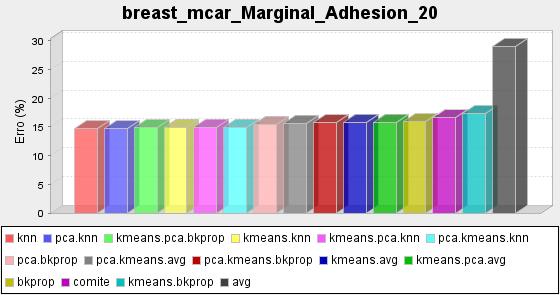 breast_mcar_Marginal_Adhesion_20
30
25
20
15
10
5
0
Erro (%)
knn pca.knn kmeans.pca.bkprop kmeans.knn kmeans.pca.knn pca.kmeans.knn
pca.bkprop pca.kmeans.avg pca.kmeans.bkprop kmeans.avg kmeans.pca.avg
bkprop comite kmeans.bkprop avg